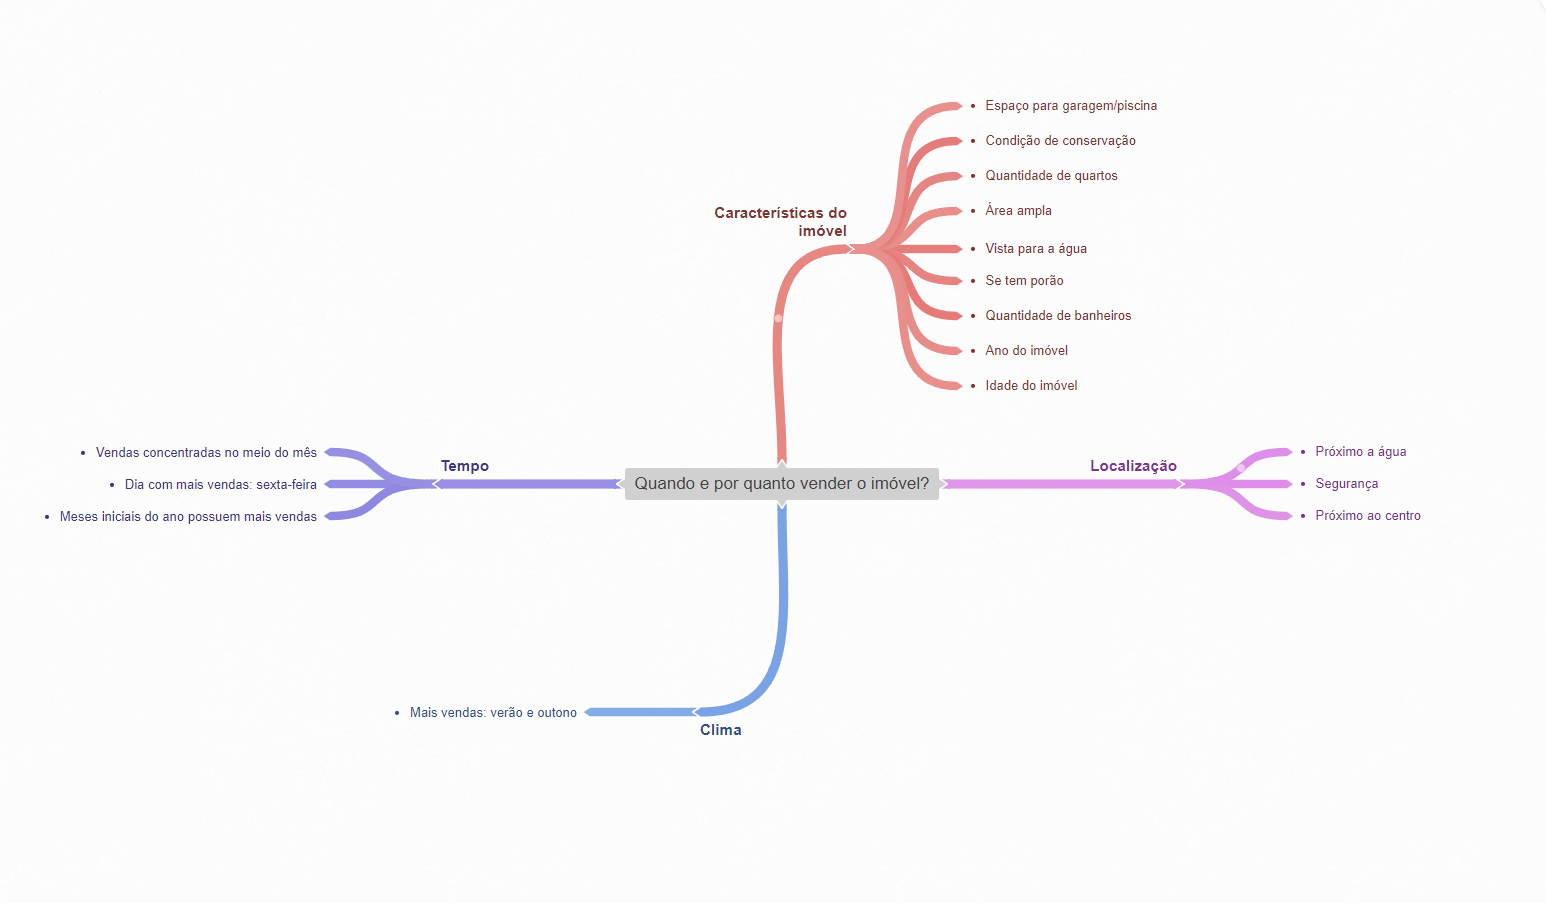 Espaço para garagem/piscina
Condição de conservação
Quantidade de quartos
Área ampla
Vista para a água
Se tem porão
Quantidade de banheiros
Ano do imóvel
Idade do imóvel
Características do
imóvel
Vendas concentradas no meio do mês
Dia com mais vendas: sexta-feira
Meses iniciais do ano possuem mais vendas
Tempo
Quando e por quanto vender o imóvel?
Localização
Próximo a água
Segurança
Próximo ao centro
Mais vendas: verão e outono
Clima